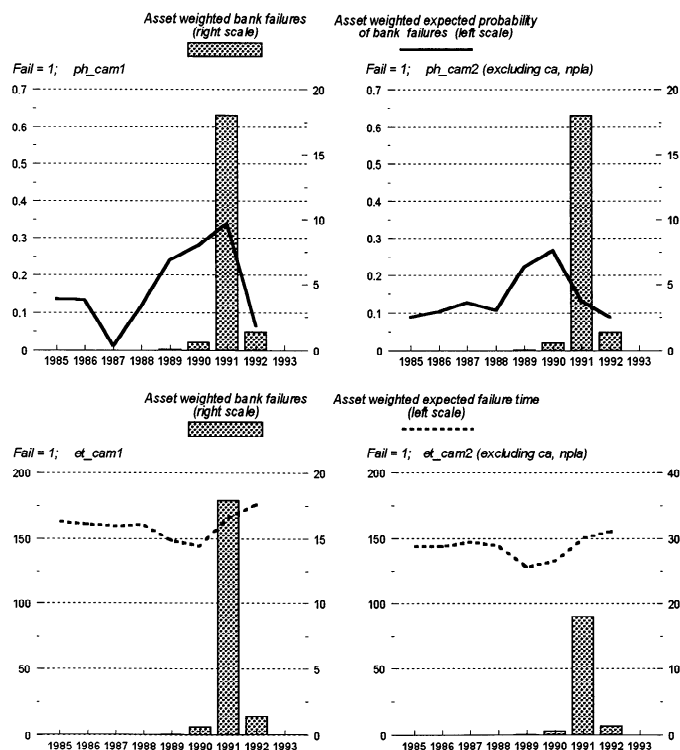 Asset weighted bank failures
(right scale)
Asset weighted expected probability
of bank failures (left scale)
Fail = 1; ph_cam1
0.7
0.6
0.5
0.4
0.3
0.2
0.1
0
20
15
10
5
0
1985 1986 1987 1988 1989 1990 1991 1992 1993
Fail = 1; ph_cam2 (excluding ca, npla)
0.7
0.6
0.5
0.4
0.3
0.2
0.1
0
20
15
10
5
0
1985 1986 1987 1988 1989 1990 1991 1992 1993
Asset weighted bank failures
(right scale)
Asset weighted expected failure time
(left scale)
Fail = 1; et_cam1
200
150
100
50
0
20
15
10
5
0
1985 1986 1987 1988 1989 1990 1991 1992 1993
Fail = 1; et_cam2 (excluding ca, npla)
200
150
100
50
0
40
30
20
10
0
1985 1986 1987 1988 1989 1990 1991 1992 1993